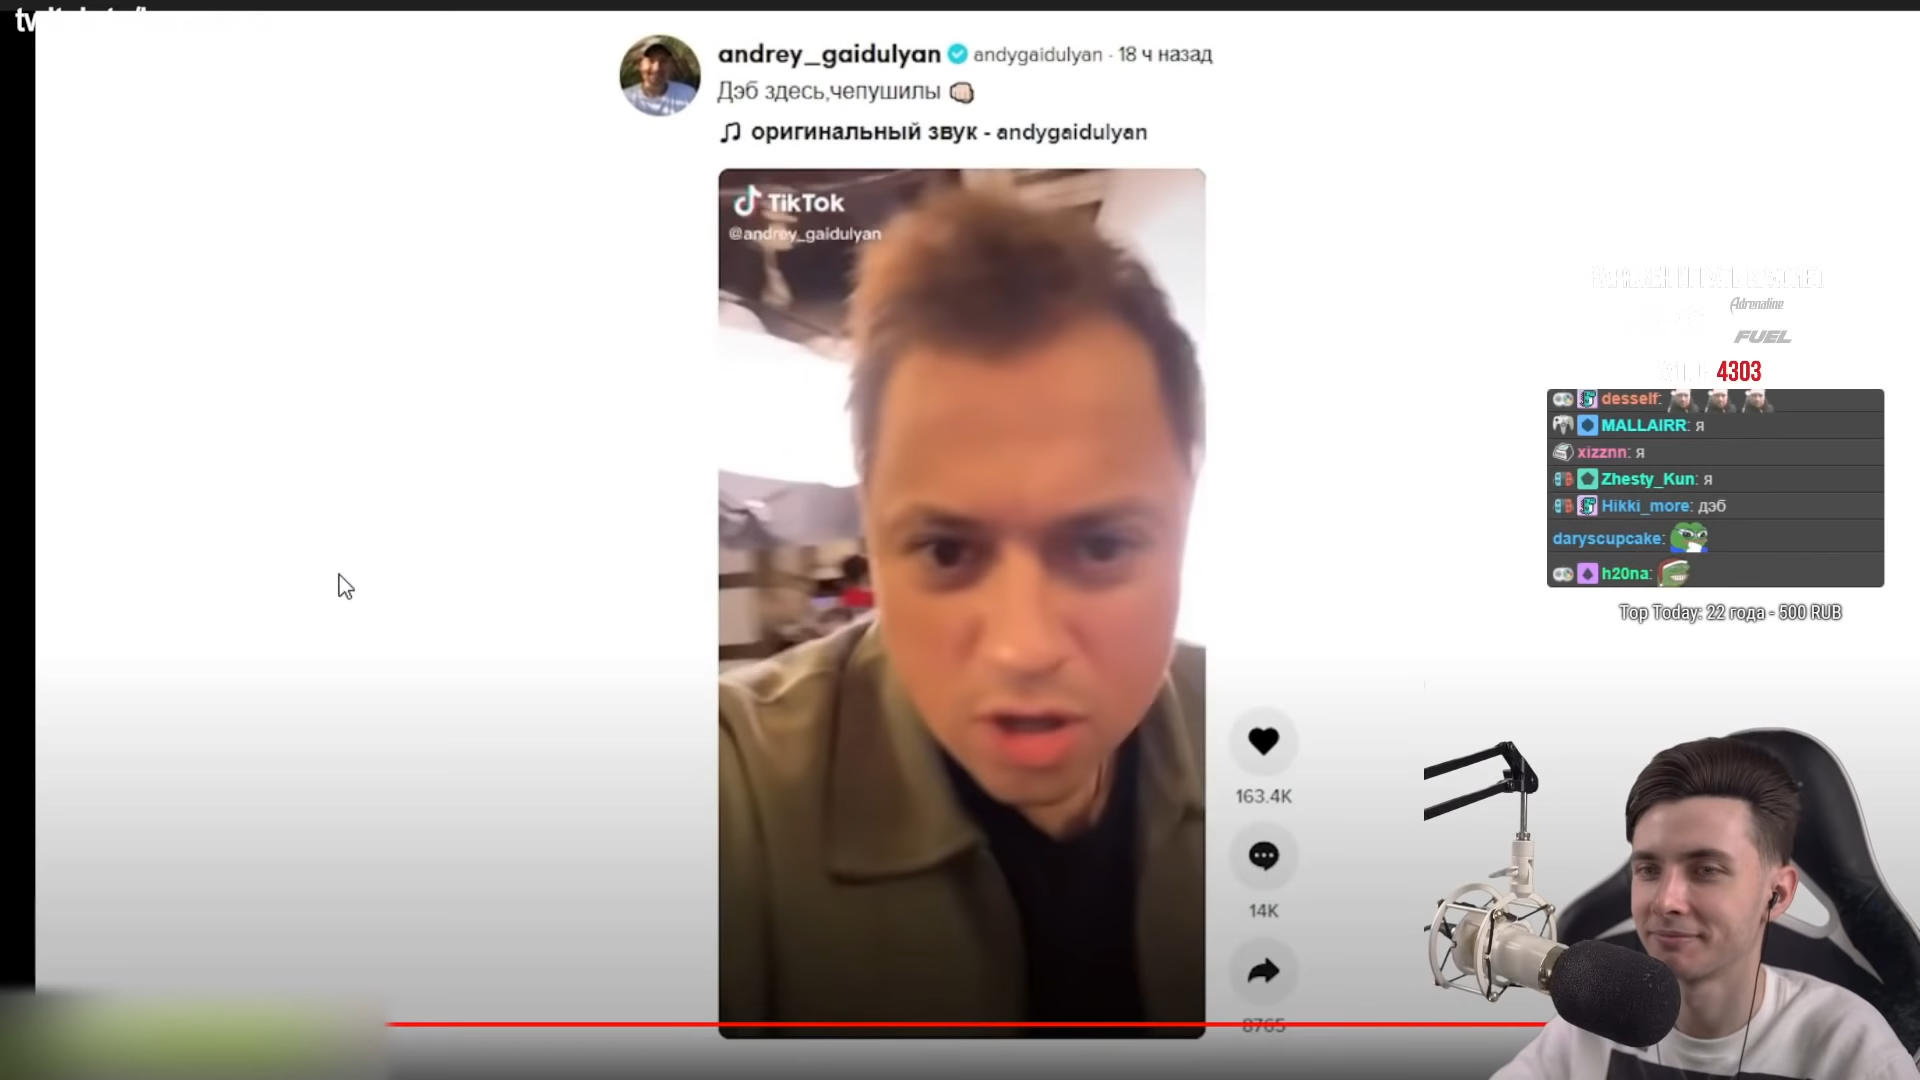 andrey_gaidulyan andygaidulyan · 18 ч назад
Дэб здесь,чепушилы 👊🏻
оригинальный звук - andygaidulyan
TikTok
@andrey_gaidulyan
Adrenaline
FUEL
4303
desself:
MALLAIRR: я
xizznn: я
Zhesty_Kun: я
Hikki_more: дэб
daryscupcake:
h20na:
Top Today: 22 года - 500 RUB
163.4K
14K
8765